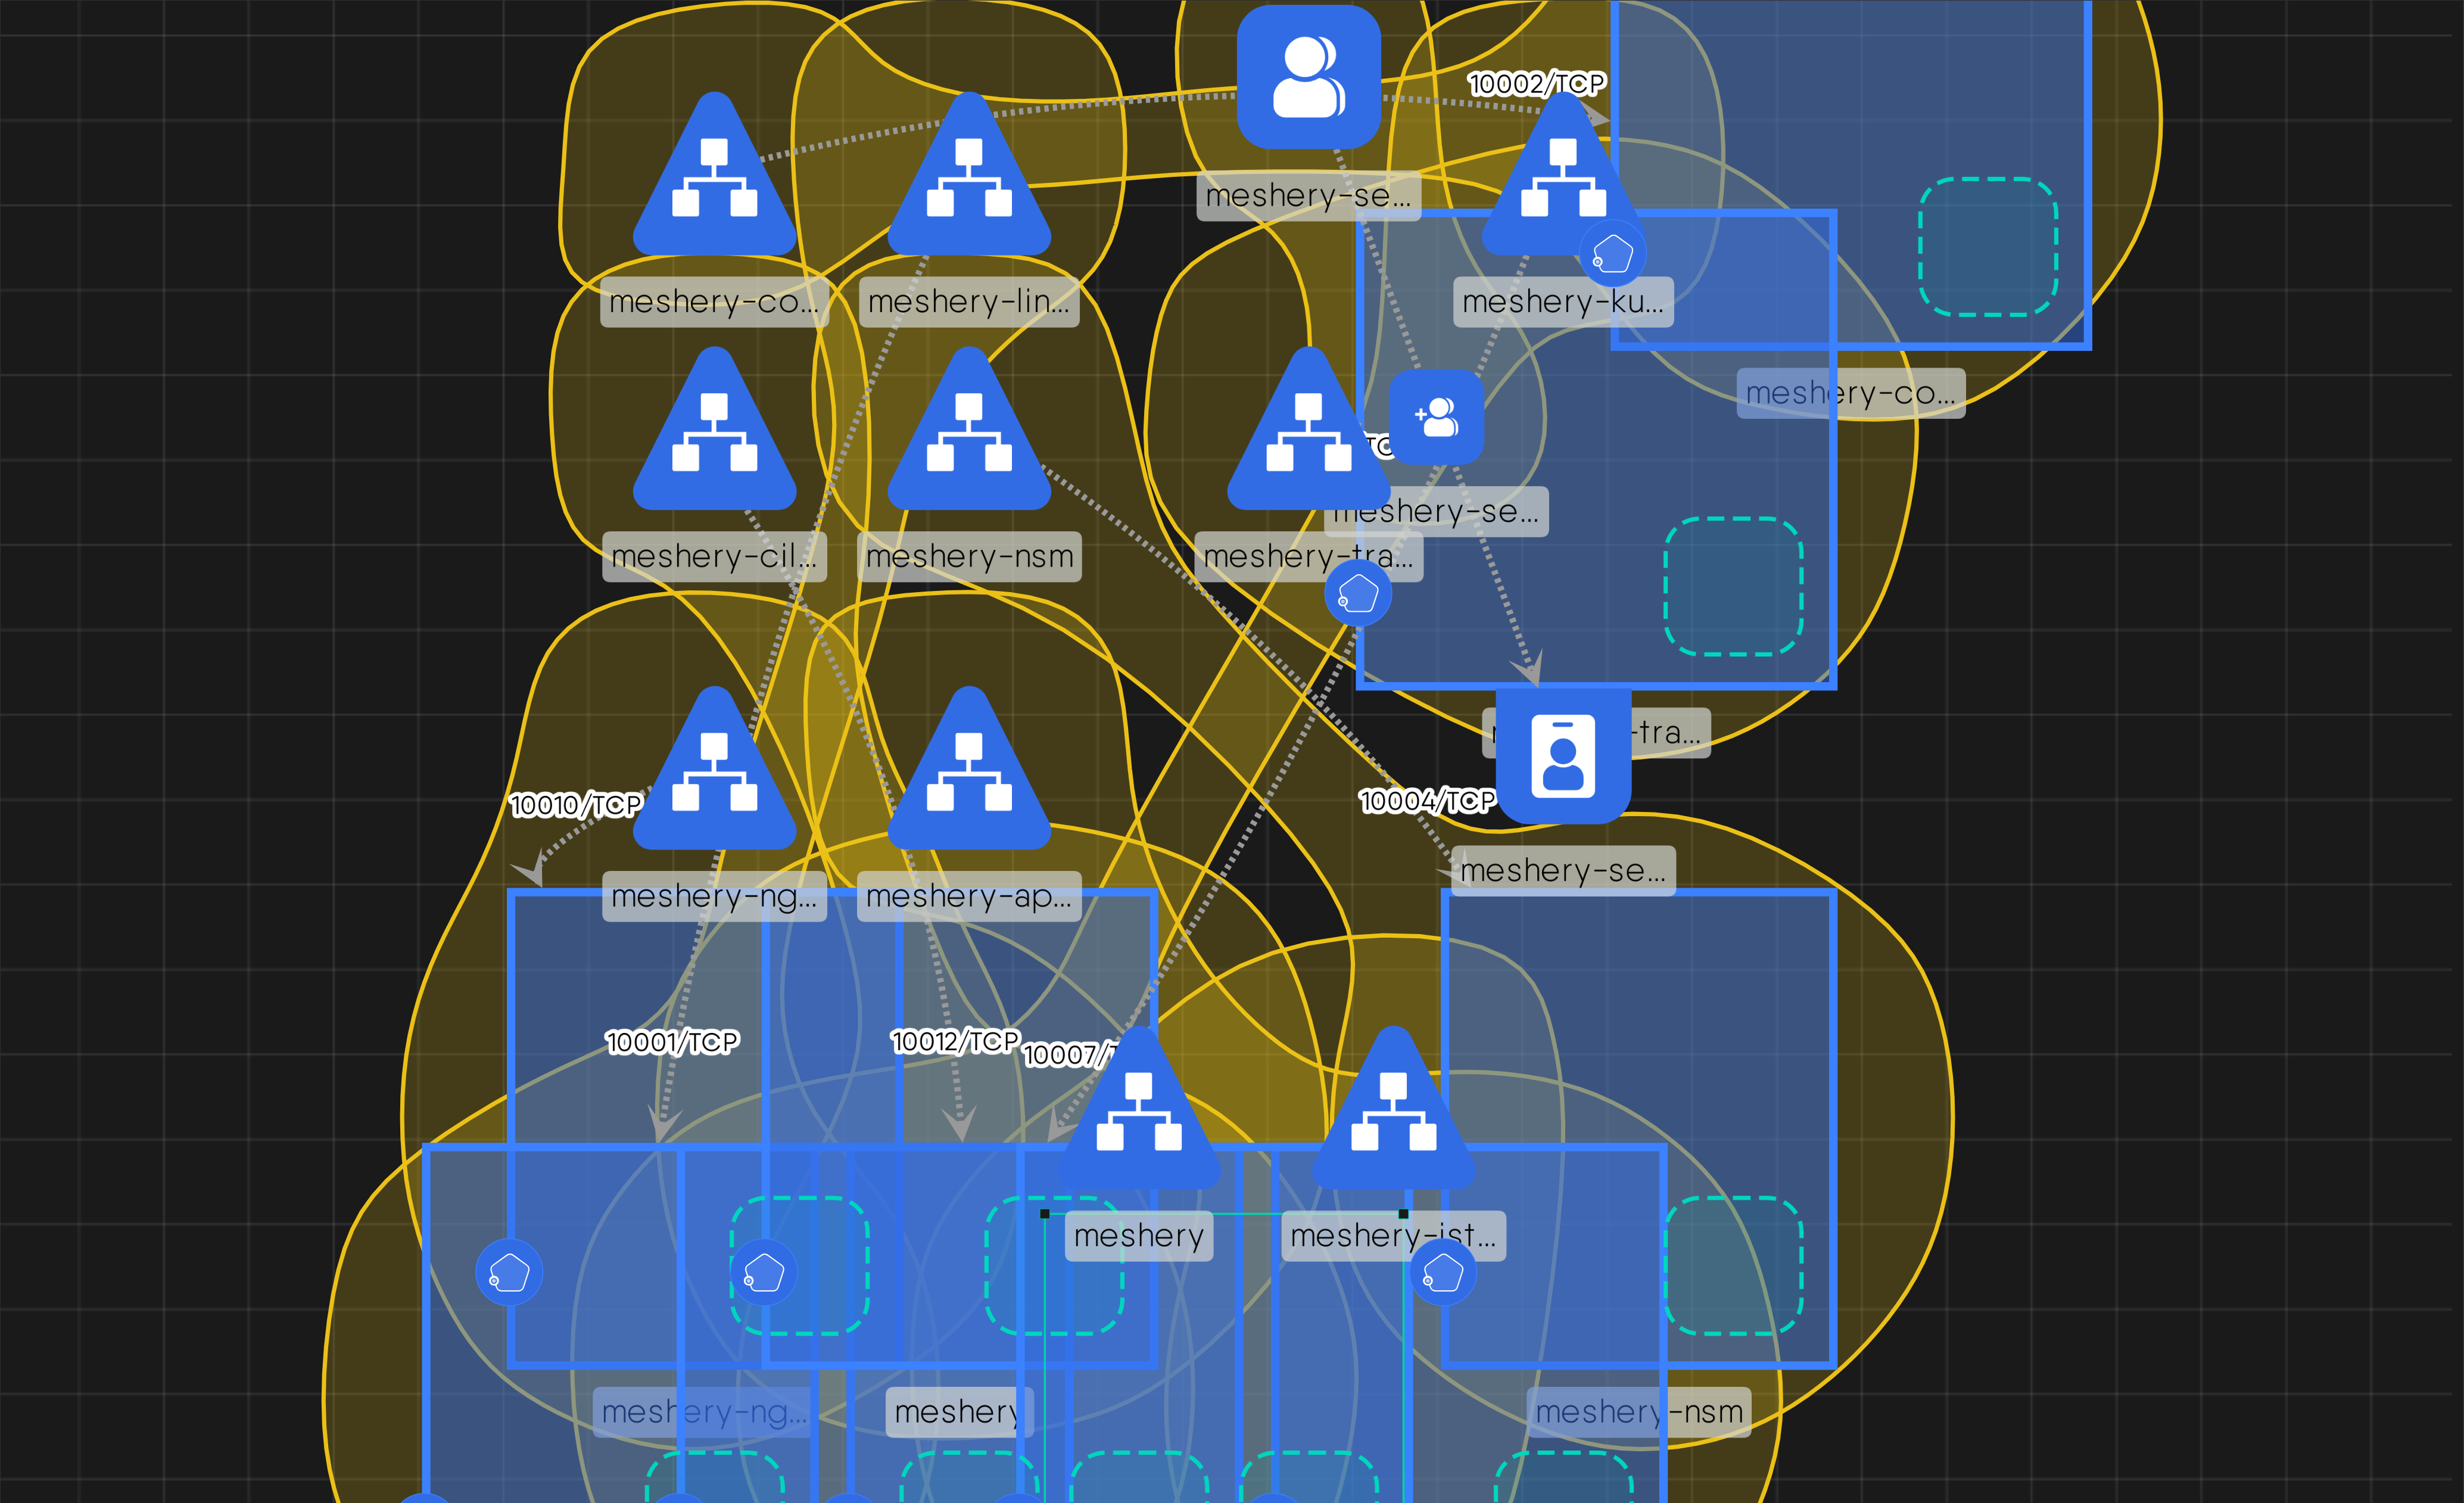 10002/TCP
meshery-se...
meshery-co...
meshery-lin...
meshery-ku...
meshery-co...
meshery-se...
meshery-cil...
meshery-nsm
meshery-tra...
-tra...
10010/TCP
10004/TCP
meshery-se...
meshery-ng...
meshery-ap...
10001/TCP
10012/TCP
10007/T
meshery
meshery-ist...
meshery-ng...
meshery
meshery-nsm